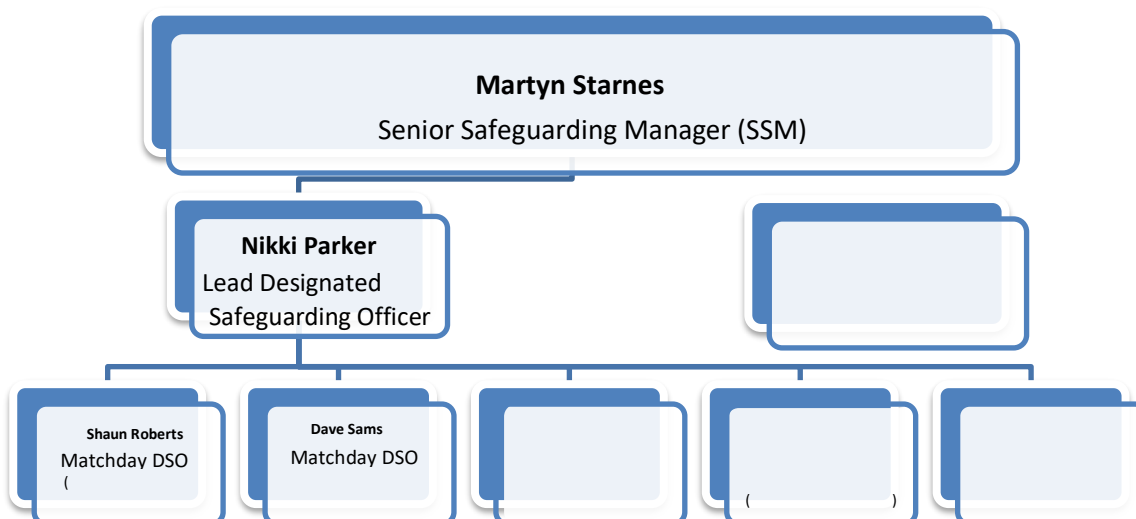 Martyn Starnes
Senior Safeguarding Manager (SSM)
Nikki Parker
Lead Designated
Safeguarding Officer
Shaun Roberts
Matchday DSO
(
Dave Sams
Matchday DSO
( )